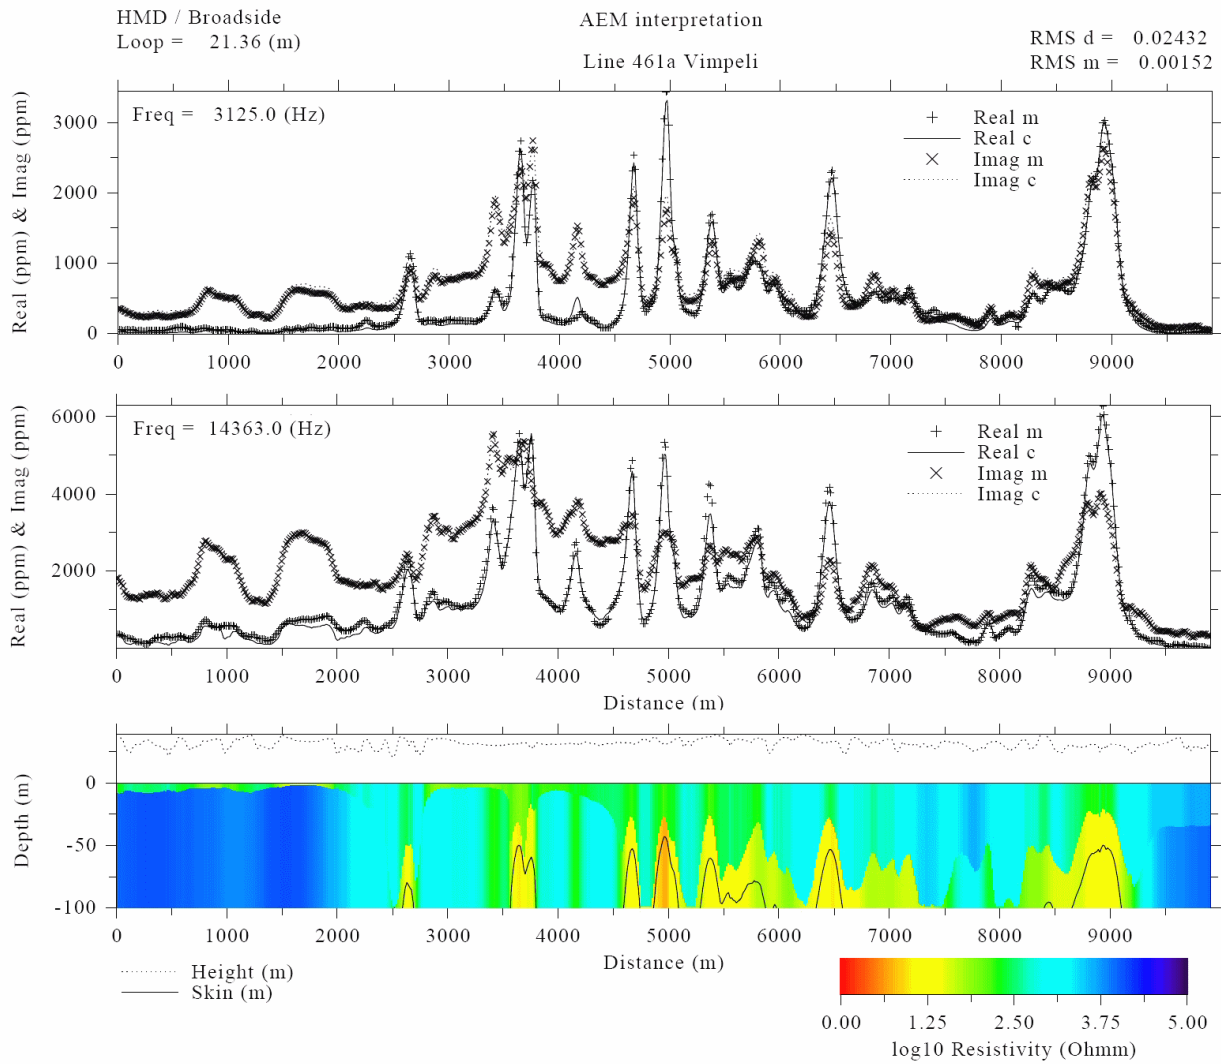 HMD / Broadside
Loop = 21.36 (m)
AEM interpretation
Line 461a Vimpeli
RMS d = 0.02432
RMS m = 0.00152
Real (ppm) & Imag (ppm)
Freq = 3125.0 (Hz)
Real m
Real c
Imag m
Imag c
3000
2000
1000
0
0 1000 2000 3000 4000 5000 6000 7000 8000 9000
Real (ppm) & Imag (ppm)
Freq = 14363.0 (Hz)
Real m
Real c
Imag m
Imag c
6000
4000
2000
0 1000 2000 3000 4000 5000 6000 7000 8000 9000
Distance (m)
Depth (m)
0
-50
-100
0 1000 2000 3000 4000 5000 6000 7000 8000 9000
Distance (m)
Height (m)
Skin (m)
0.00 1.25 2.50 3.75 5.00
log10 Resistivity (Ohmm)